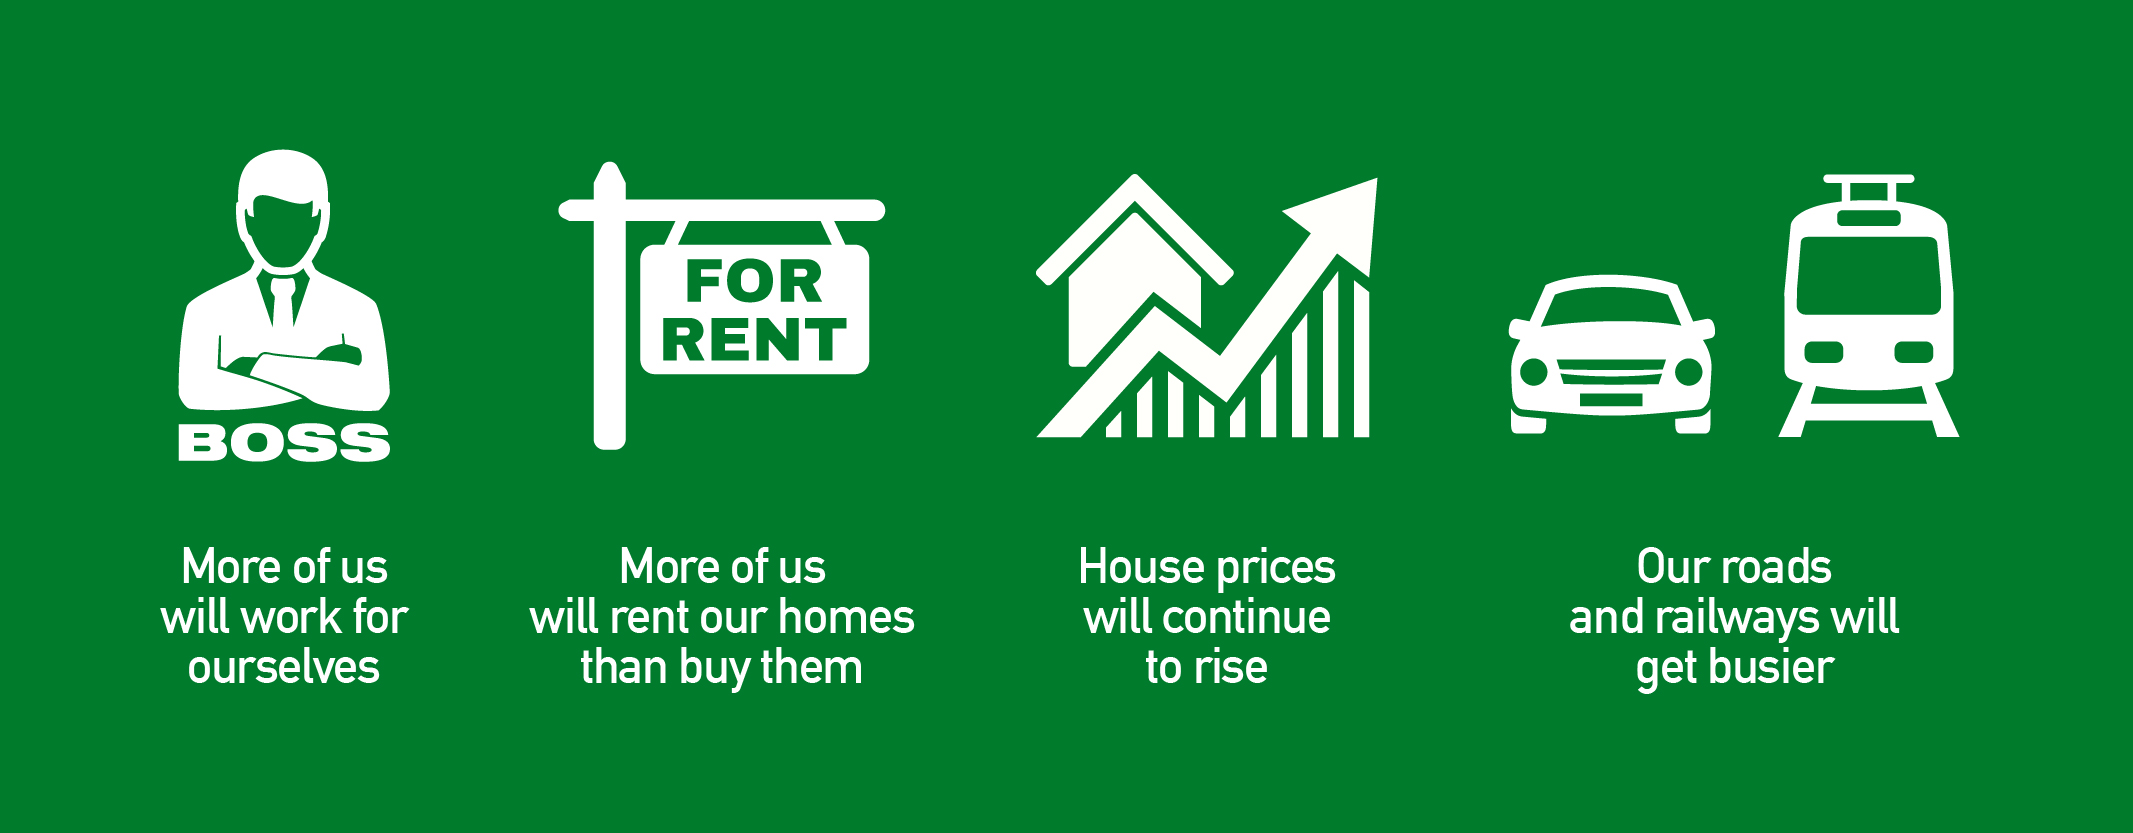 BOSS
More of us
will work for
ourselves
FOR
RENT
More of us
will rent our homes
than buy them
House prices
will continue
to rise
Our roads
and railways will
get busier